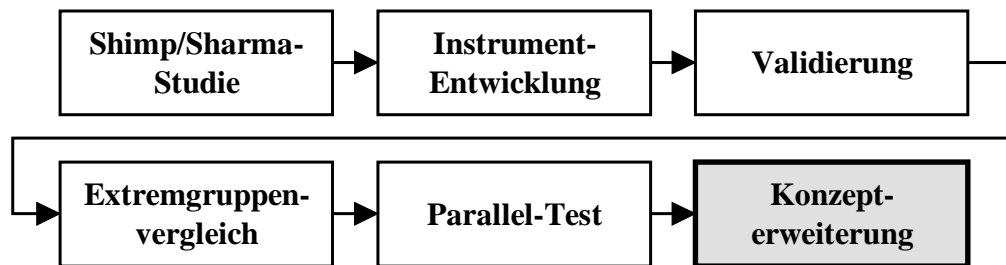 Shimp/Sharma-
Studie
Instrument-
Entwicklung
Validierung
Extremgruppen-
vergleich
Parallel-Test
Konzept-
erweiterung